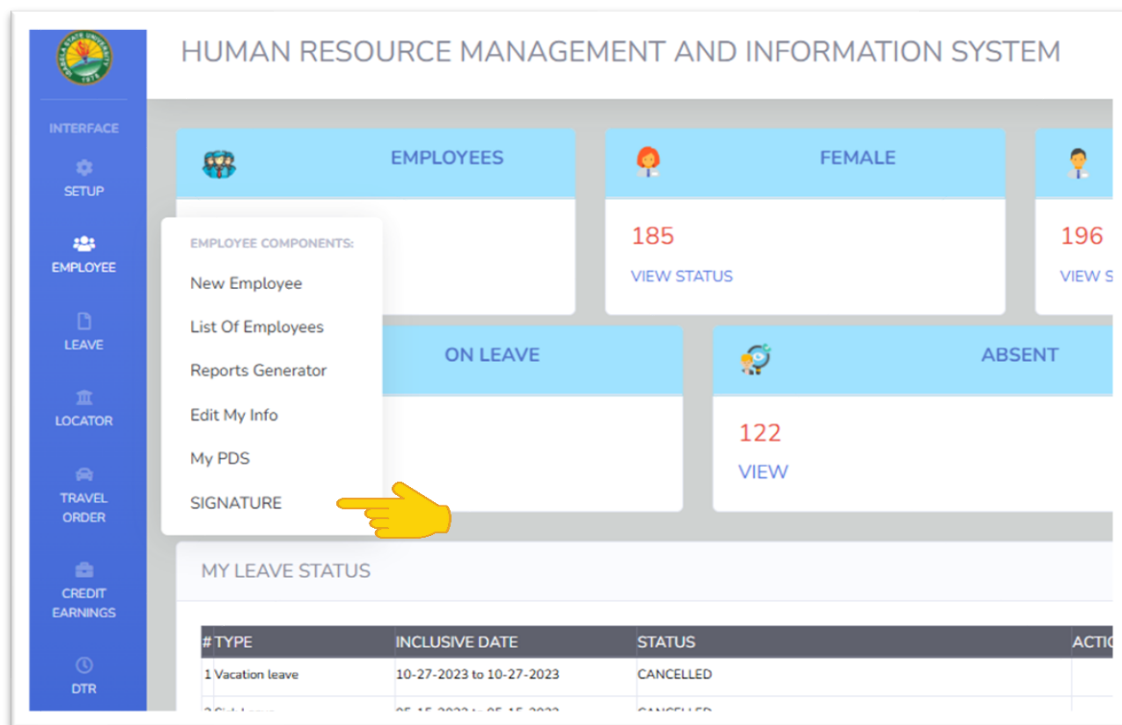 HUMAN RESOURCE MANAGEMENT AND INFORMATION SYSTEM
INTERFACE
SETUP
EMPLOYEE
LEAVE
LOCATOR
TRAVEL
ORDER
CREDIT
EARNINGS
DTR
EMPLOYEES
FEMALE
185
VIEW STATUS
196
VIEW S
EMPLOYEE COMPONENTS:
New Employee
List Of Employees
Reports Generator
Edit My Info
My PDS
SIGNATURE
ON LEAVE
ABSENT
122
VIEW
MY LEAVE STATUS
# TYPE INCLUSIVE DATE STATUS ACTIO
1 Vacation leave 10-27-2023 to 10-27-2023 CANCELLED